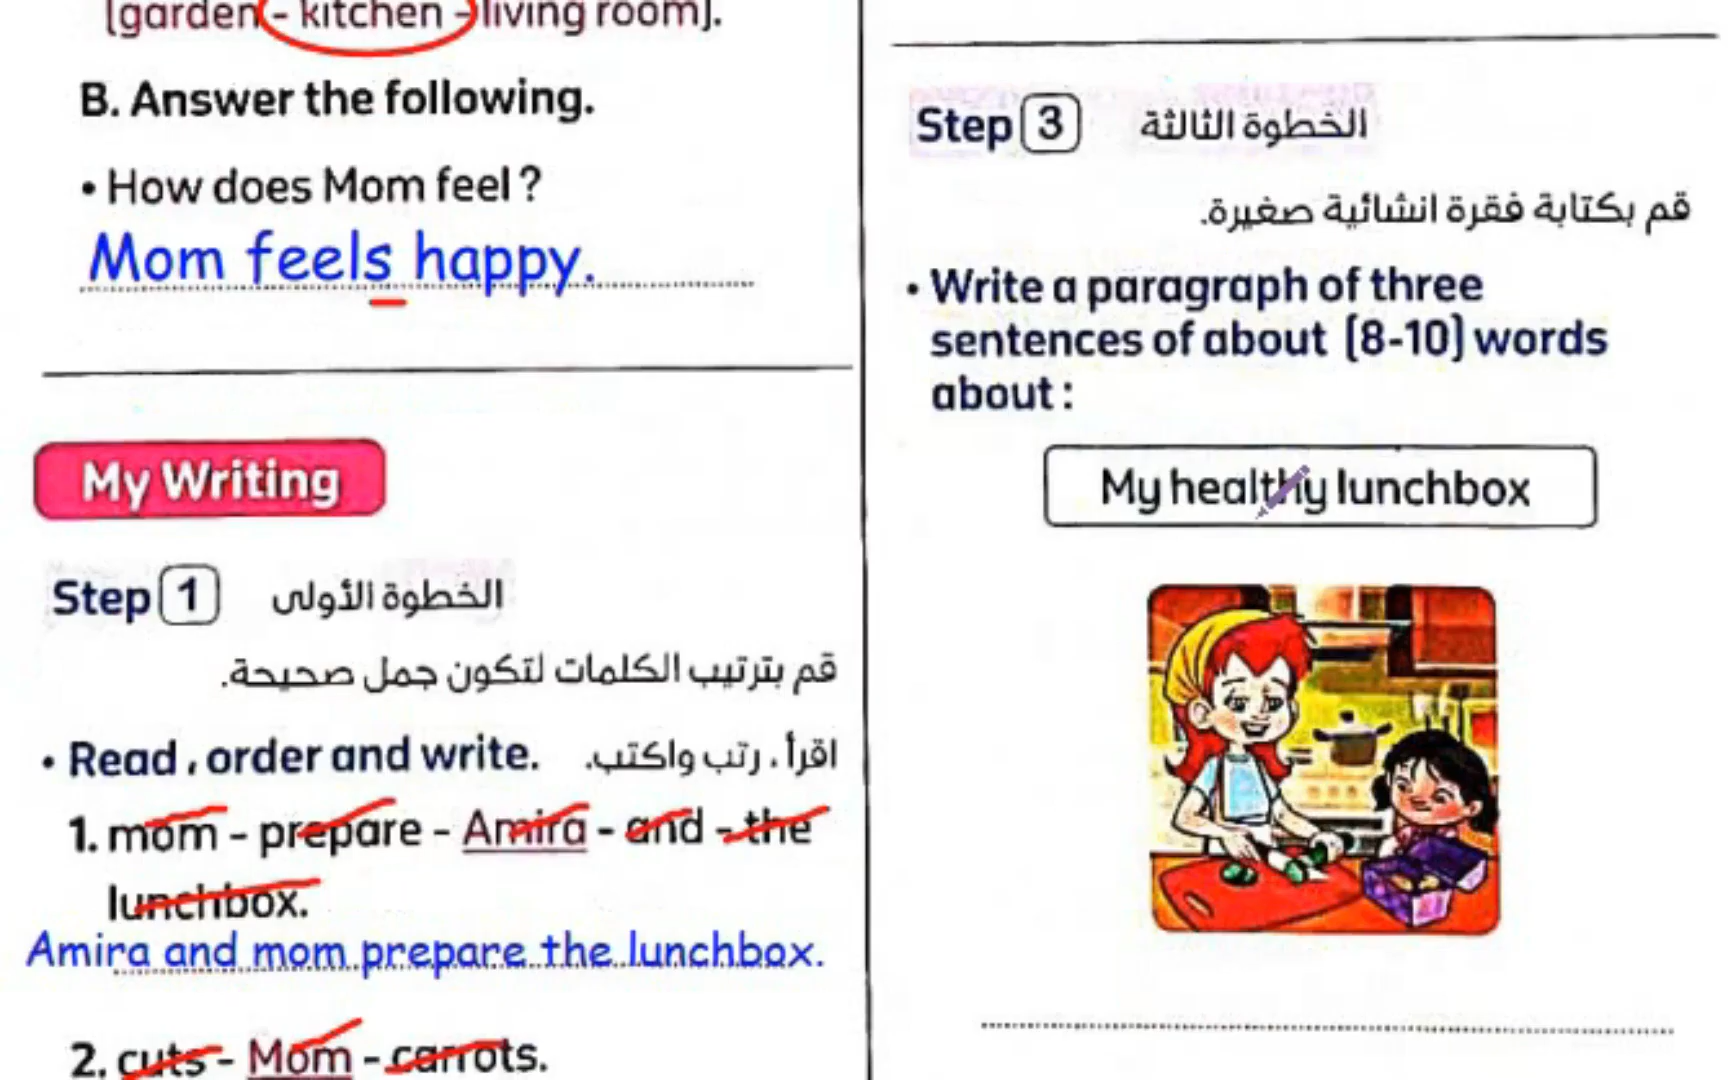 (garden - kitchen - living room).
B. Answer the following.
• How does Mom feel?
Mom feels happy.
My Writing
Step 1 الخطوة الأولى
قم بترتيب الكلمات لتكون جمل صحيحة.
• Read, order and write. اقرأ، رتب واكتب.
1. mom - prepare - Amira - and - the
lunchbox.
Amira and mom prepare the lunchbox.
2. cuts - Mom - carrots.
Step 3 الخطوة الثالثة
قم بكتابة فقرة انشائية صغيرة.
• Write a paragraph of three
sentences of about (8-10) words
about:
My healthy lunchbox